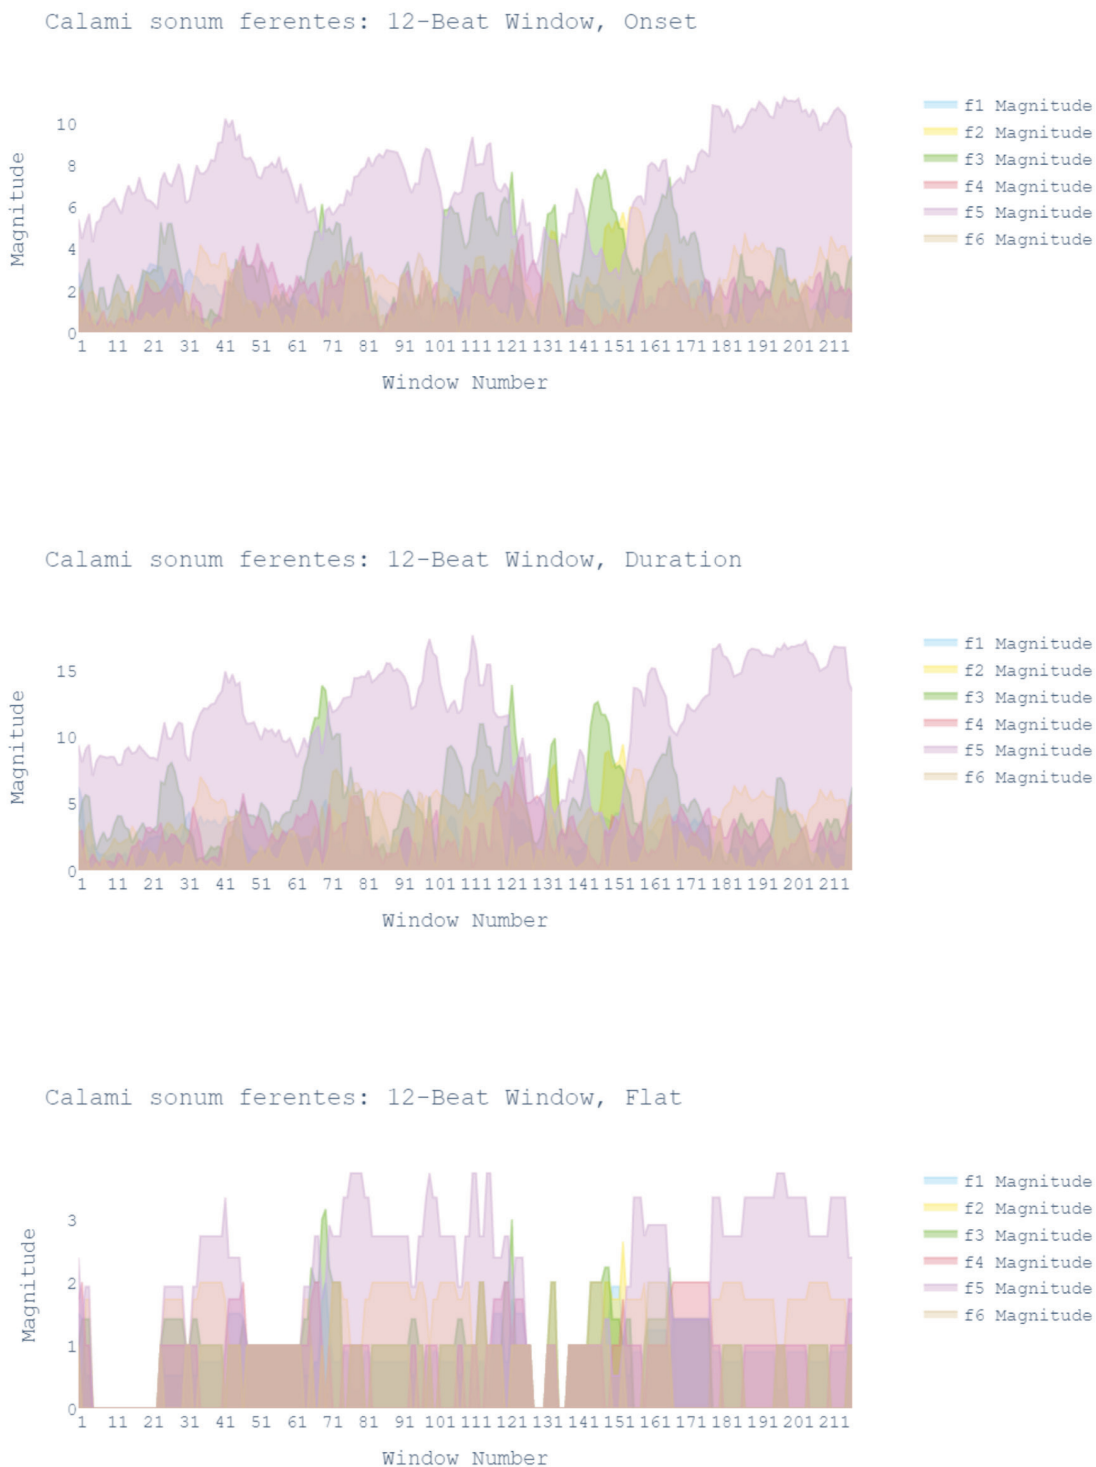 Calami sonum ferentes: 12-Beat Window, Onset
f1 Magnitude
f2 Magnitude
f3 Magnitude
f4 Magnitude
f5 Magnitude
f6 Magnitude
Magnitude
10
8
6
4
2
0
1 11 21 31 41 51 61 71 81 91 101 111 121 131 141 151 161 171 181 191 201 211
Window Number
Calami sonum ferentes: 12-Beat Window, Duration
f1 Magnitude
f2 Magnitude
f3 Magnitude
f4 Magnitude
f5 Magnitude
f6 Magnitude
Magnitude
15
10
5
0
1 11 21 31 41 51 61 71 81 91 101 111 121 131 141 151 161 171 181 191 201 211
Window Number
Calami sonum ferentes: 12-Beat Window, Flat
f1 Magnitude
f2 Magnitude
f3 Magnitude
f4 Magnitude
f5 Magnitude
f6 Magnitude
Magnitude
3
2
1
0
1 11 21 31 41 51 61 71 81 91 101 111 121 131 141 151 161 171 181 191 201 211
Window Number